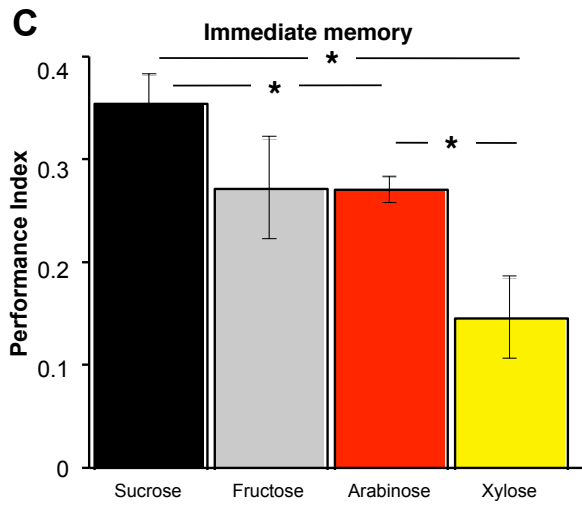 C
Immediate memory
*
*
*
Performance Index
0.4
0.3
0.2
0.1
0
Sucrose Fructose Arabinose Xylose